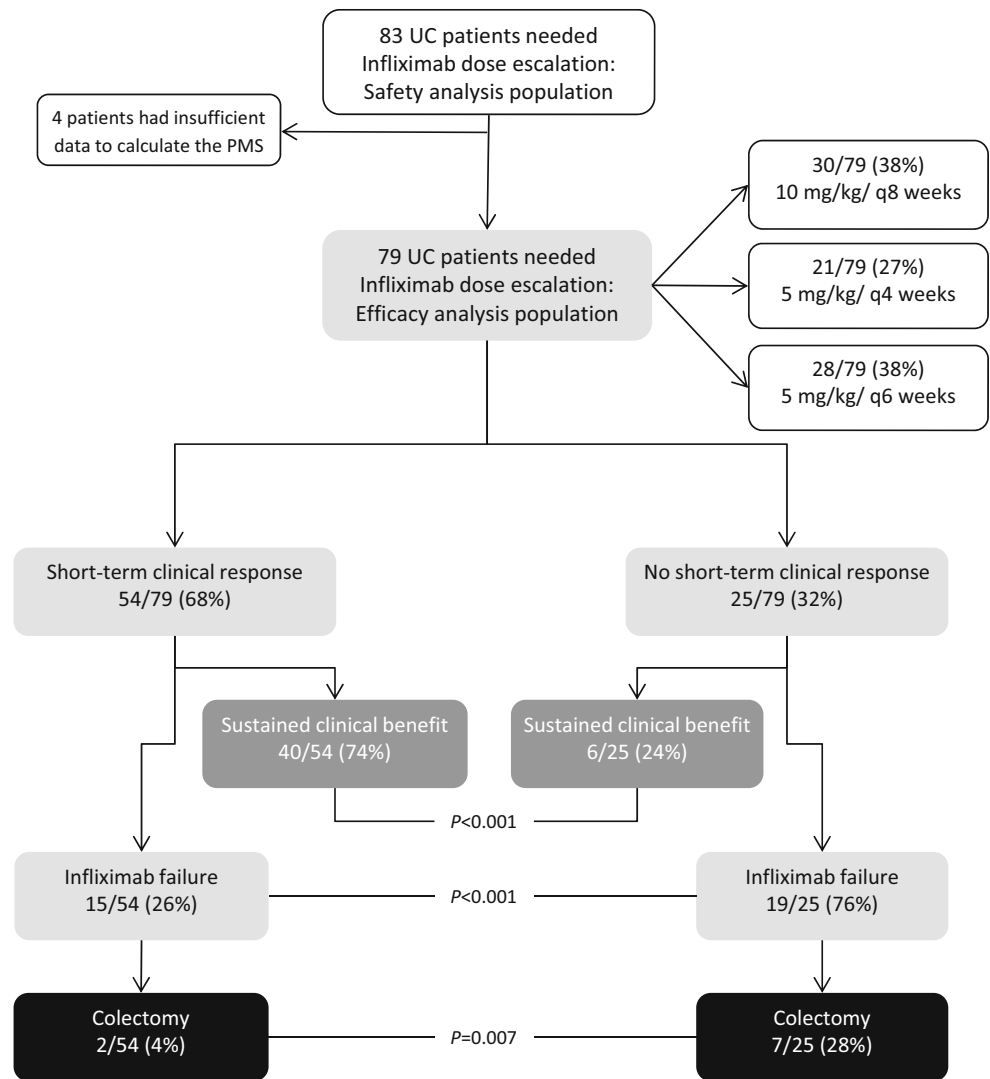 83 UC patients needed
Infliximab dose escalation:
Safety analysis population
4 patients had insufficient
data to calculate the PMS
30/79 (38%)
10 mg/kg/ q8 weeks
79 UC patients needed
Infliximab dose escalation:
Efficacy analysis population
21/79 (27%)
5 mg/kg/ q4 weeks
28/79 (38%)
5 mg/kg/ q6 weeks
Short-term clinical response
54/79 (68%)
No short-term clinical response
25/79 (32%)
Sustained clinical benefit
40/54 (74%)
Sustained clinical benefit
6/25 (24%)
P<0.001
Infliximab failure
15/54 (26%)
P<0.001
Infliximab failure
19/25 (76%)
Colectomy
2/54 (4%)
P=0.007
Colectomy
7/25 (28%)